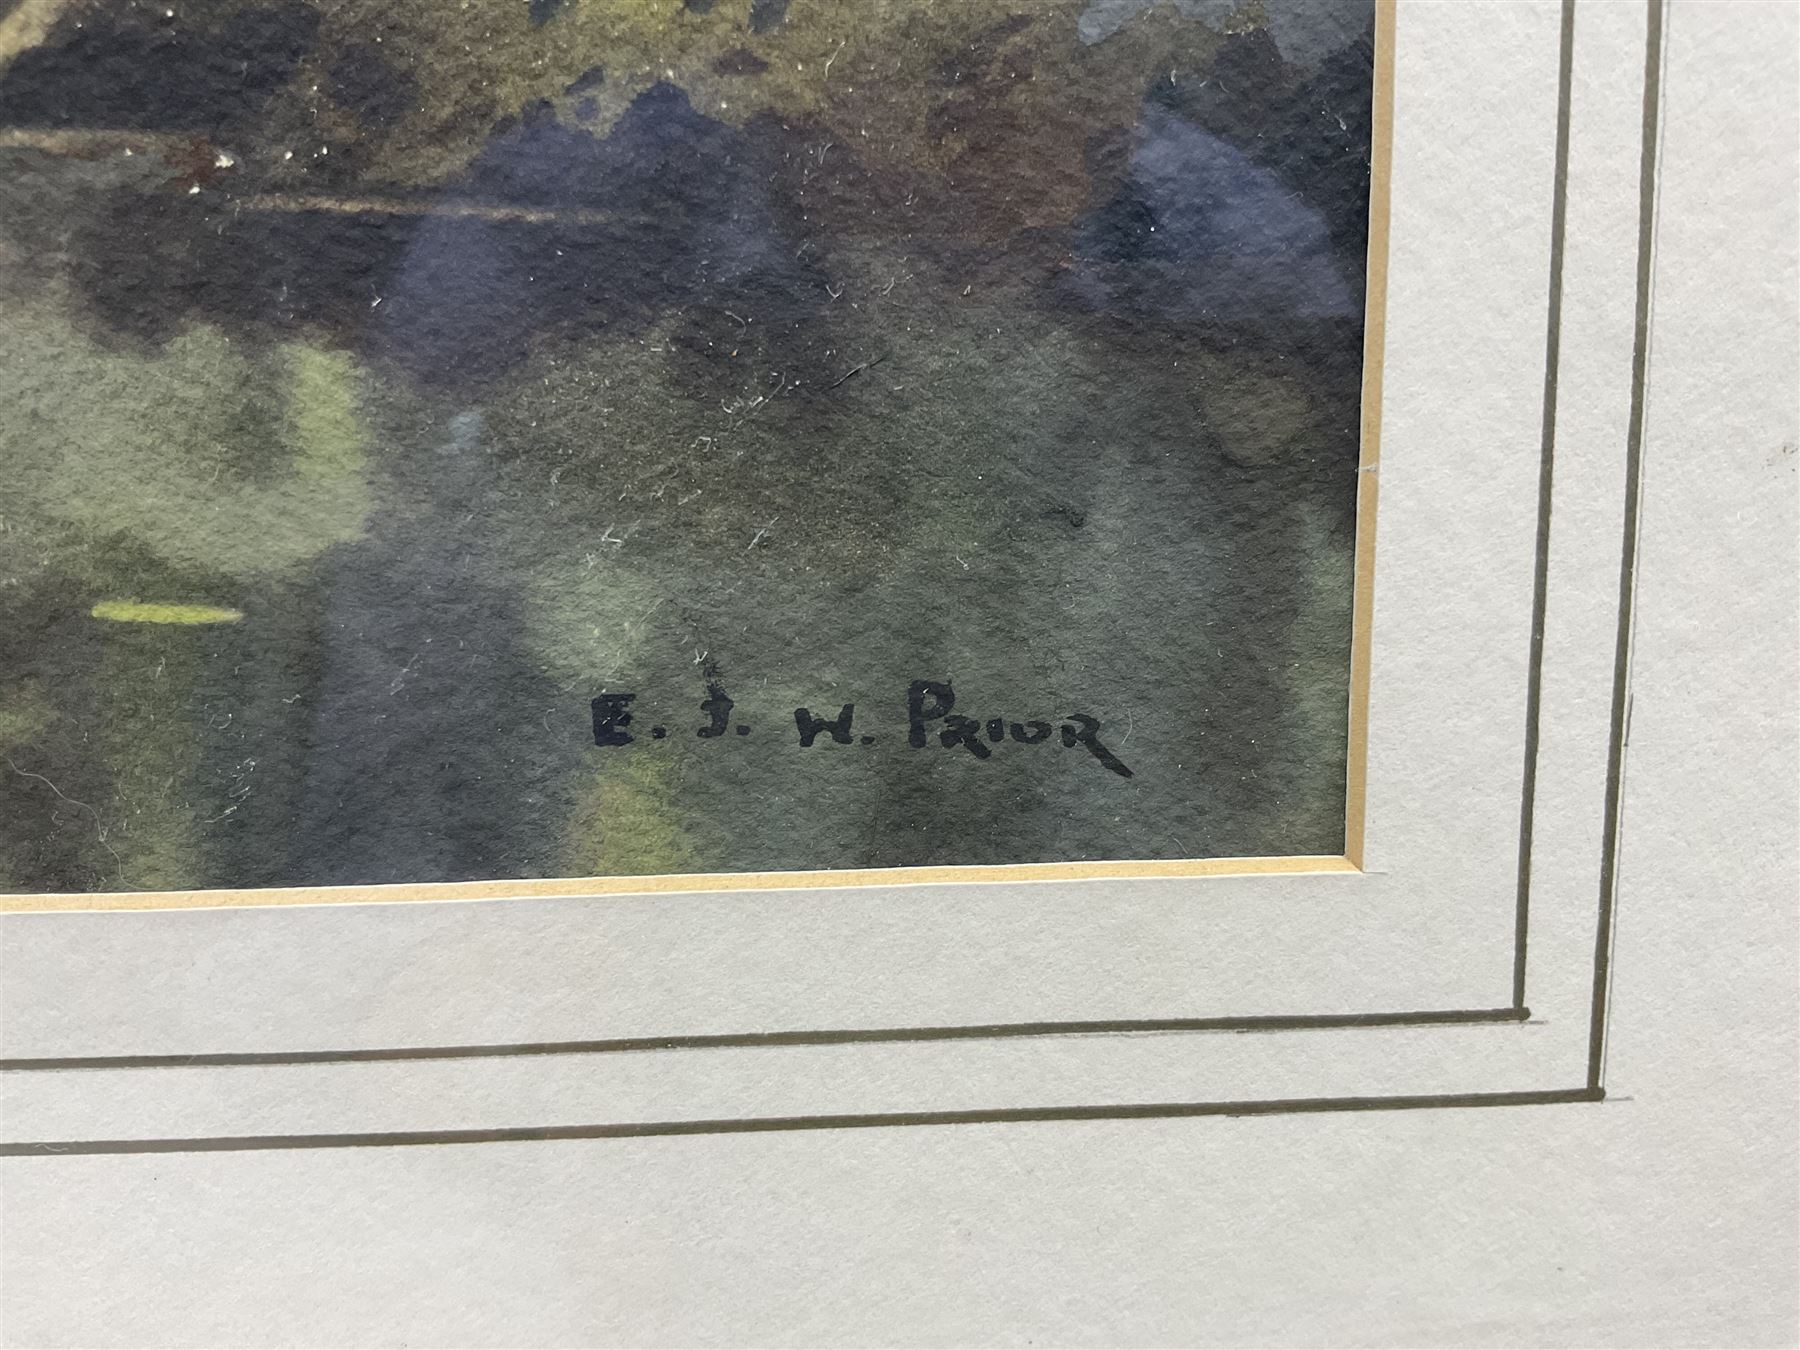 E. J. W. PRIOR